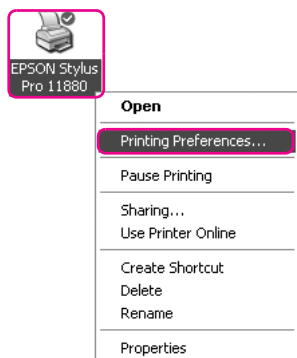 EPSON Stylus
Pro 11880
Open
Printing Preferences...
Pause Printing
Sharing...
Use Printer Online
Create Shortcut
Delete
Rename
Properties